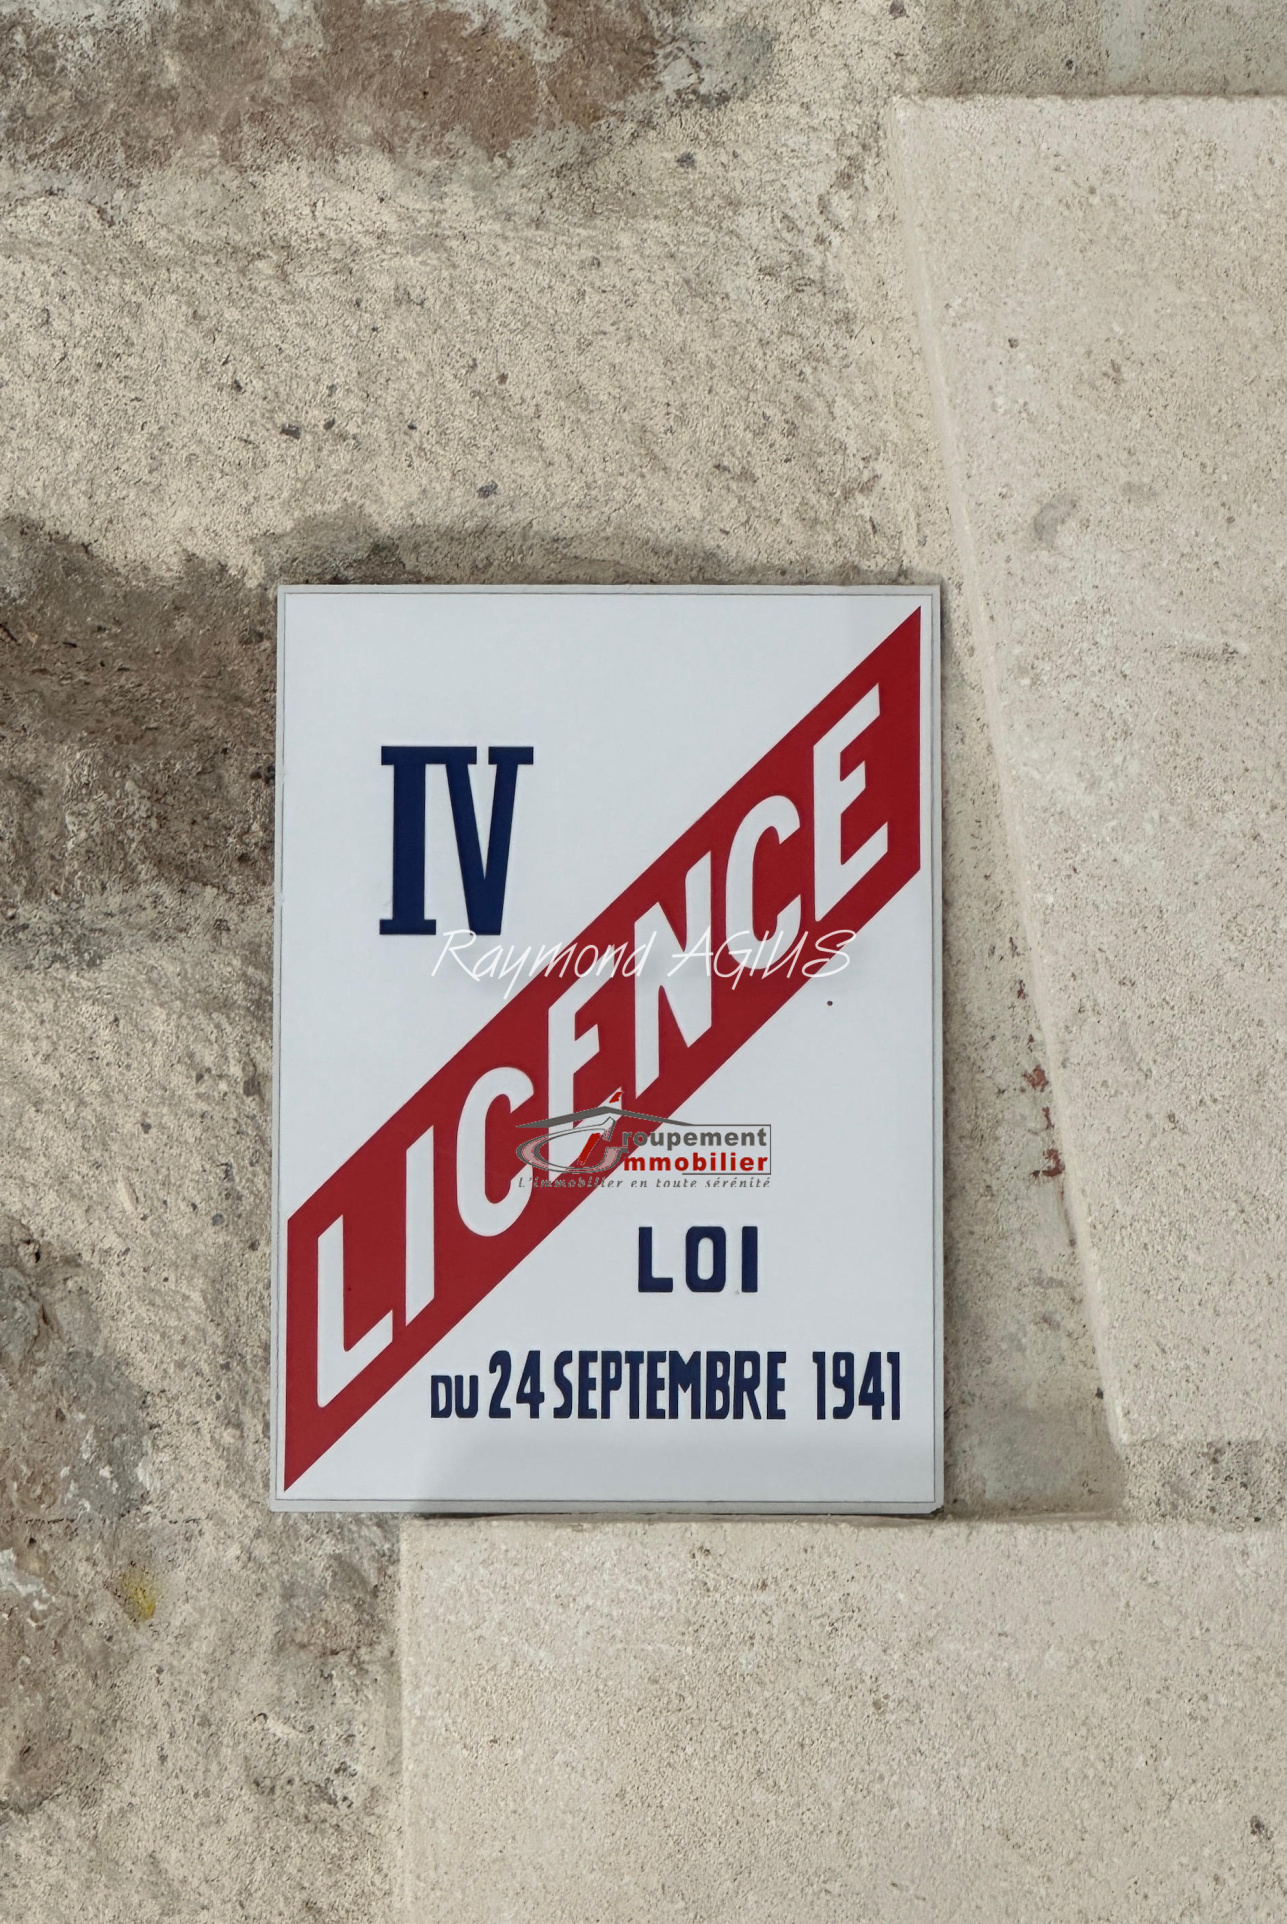 IV
LICENCE
Raymond AGIUS
Groupement
Immobilier
L'immobilier en toute sérénité
LOI
DU 24 SEPTEMBRE 1941